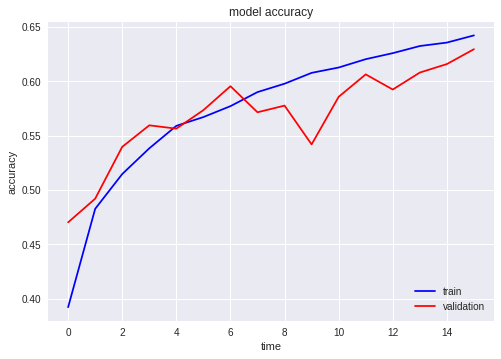 model accuracy
0.65
0.60
0.55
0.50
0.45
0.40
accuracy
train
validation
0 2 4 6 8 10 12 14
time